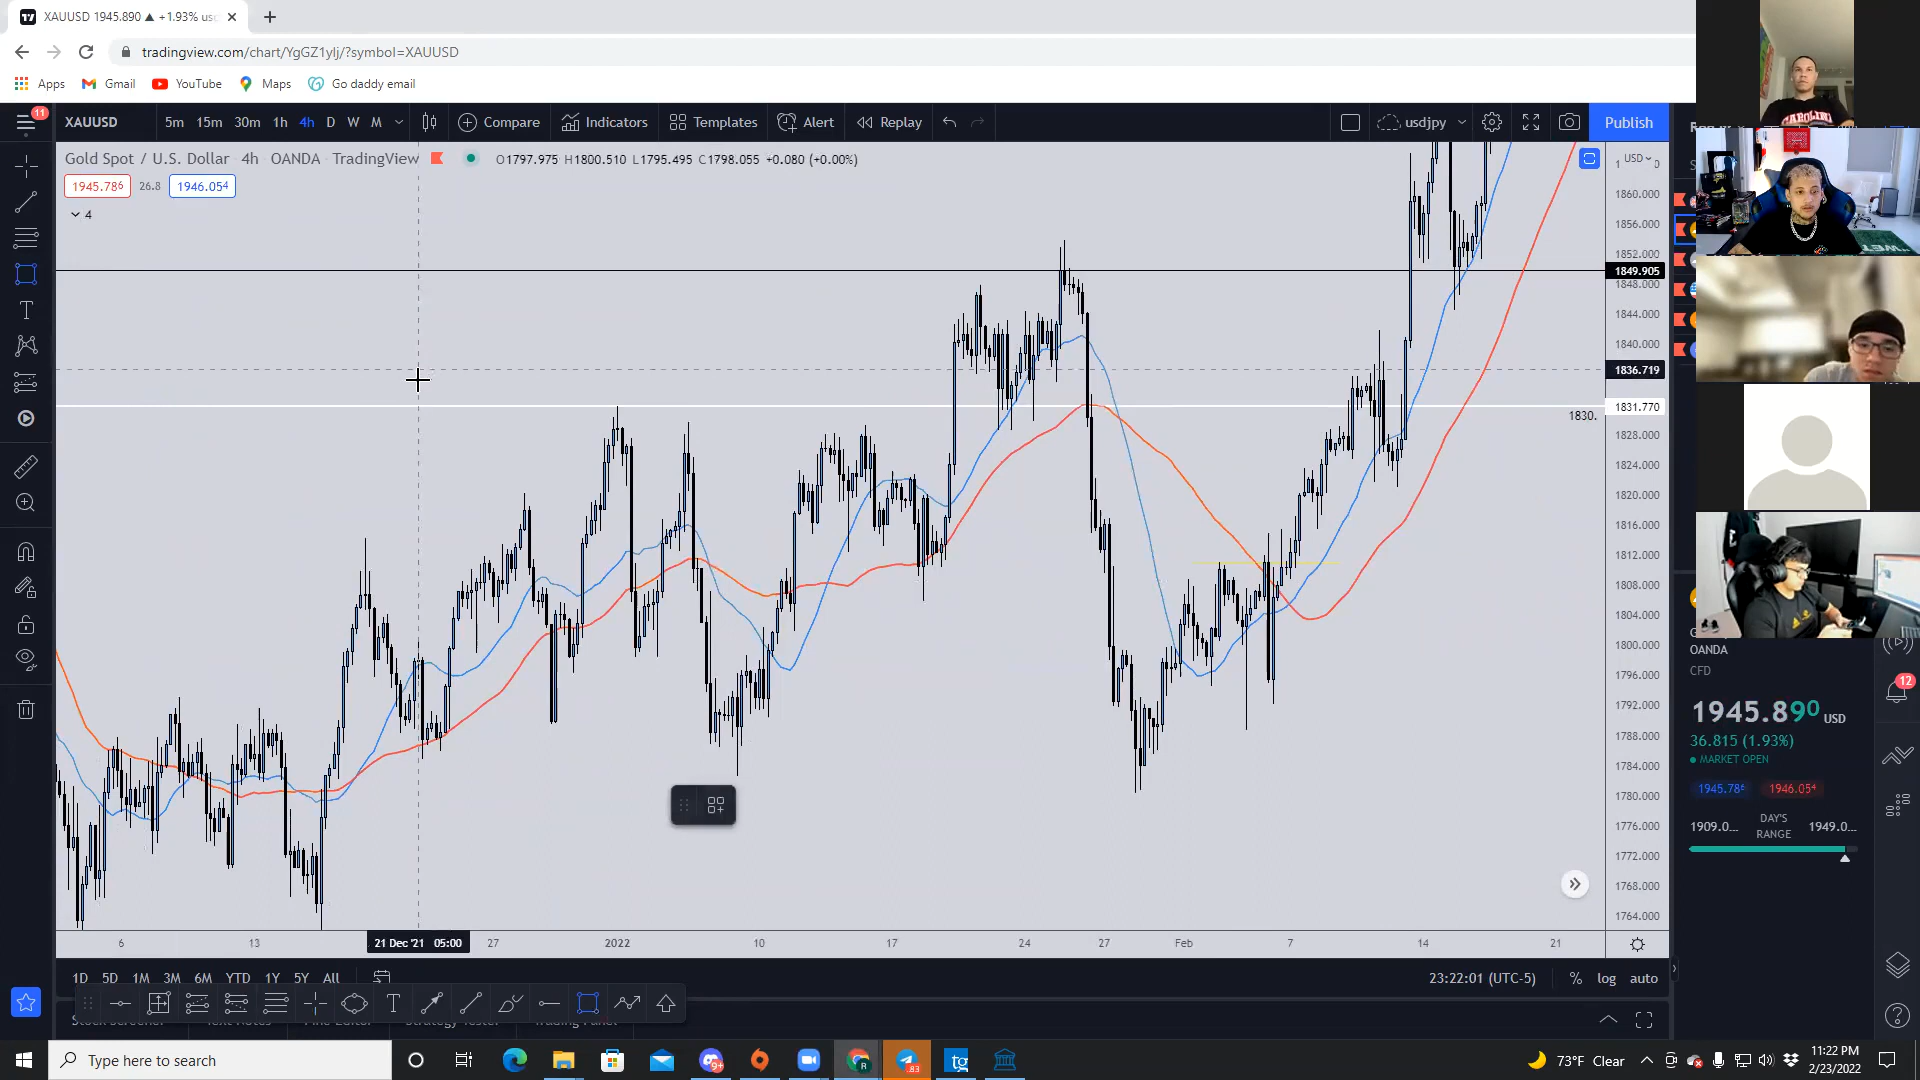 XAUUSD 1945.890 ▲ +1.93% us
tradingview.com/chart/YgGZ1ylj/?symbol=XAUUSD
Apps Gmail YouTube Maps Go daddy email
11
XAUUSD 5m 15m 30m 1h 4h D W M Compare Indicators Templates Alert Replay usdjpy Publish
Gold Spot / U.S. Dollar 4h OANDA TradingView O1797.975 H1800.510 L1795.495 C1798.055 +0.080 (+0.00%)
1945.786 26.8 1946.054
4
USD
1860.000
1856.000
1852.000
1849.905
1848.000
1844.000
1840.000
1836.719
1831.770
1830.
1828.000
1824.000
1820.000
1816.000
1812.000
1808.000
1804.000
1800.000
1796.000
1792.000
1788.000
1784.000
1780.000
1776.000
1772.000
1768.000
1764.000
6 13 21 Dec '21 05:00 27 2022 10 17 24 27 Feb 7 14 21
1D 5D 1M 3M 6M YTD 1Y 5Y All
23:22:01 (UTC-5) % log auto
CAROLINA
OANDA
CFD
12
1945.890 USD
36.815 (1.93%)
MARKET OPEN
1945.786 1946.054
1909.0... DAY'S RANGE 1949.0...
Type here to search
9+
R
83
tg
73°F Clear
11:22 PM
2/23/2022